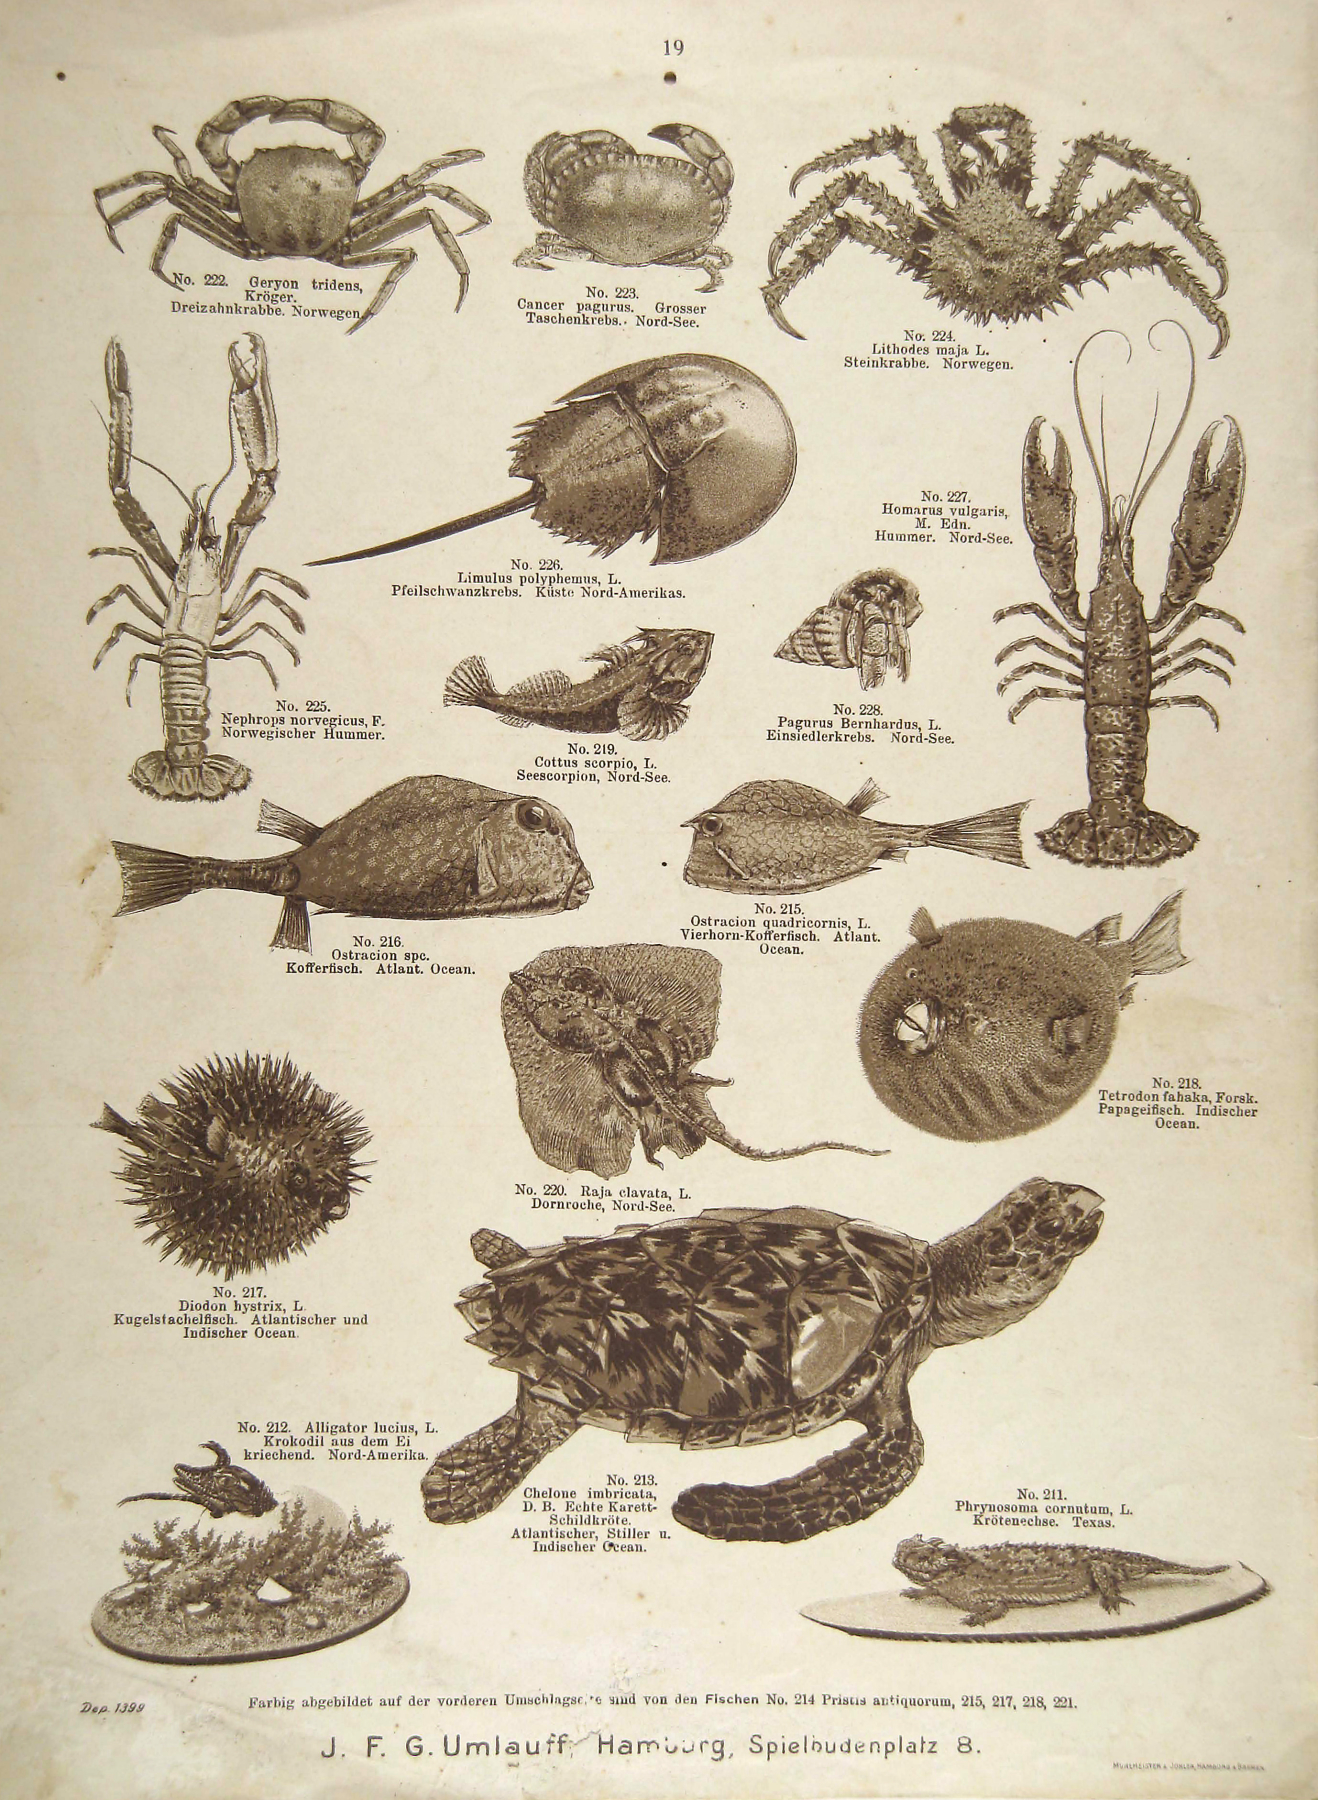 19
No. 222. Geryon tridens,
Kröger.
Dreizahnkrabbe. Norwegen.
No. 223.
Cancer pagurus. Grosser
Taschenkrebs. Nord-See.
No. 224.
Lithodes maja L.
Steinkrabbe. Norwegen.
No. 226.
Limulus polyphemus, L.
Pfeilschwanzkrebs. Küste Nord-Amerikas.
No. 227.
Homarus vulgaris,
M. Edn.
Hummer. Nord-See.
No. 225.
Nephrops norvegicus, F.
Norwegischer Hummer.
No. 219.
Cottus scorpio, L.
Seescorpion, Nord-See.
No. 228.
Pagurus Bernhardus, L.
Einsiedlerkrebs. Nord-See.
No. 216.
Ostracion spc.
Kofferfisch. Atlant. Ocean.
No. 215.
Ostracion quadricornis, L.
Vierhorn-Kofferfisch. Atlant.
Ocean.
No. 218.
Tetrodon fahaka, Forsk.
Papageifisch. Indischer
Ocean.
No. 220. Raja clavata, L.
Dornroche, Nord-See.
No. 217.
Diodon hystrix, L.
Kugelstachelfisch. Atlantischer und
Indischer Ocean.
No. 212. Alligator lucius, L.
Krokodil aus dem Ei
kriechend. Nord-Amerika.
No. 213.
Chelone imbricata,
D. B. Echte Karett-
Schildkröte.
Atlantischer, Stiller u.
Indischer Ocean.
No. 211.
Phrynosoma cornutum, L.
Krötenechse. Texas.
Dep. 1399
Farbig abgebildet auf der vorderen Umschlagseite sind von den Fischen No. 214 Pristis antiquorum, 215, 217, 218, 221.
J. F. G. Umlauff, Hamburg, Spielbudenplatz 8.